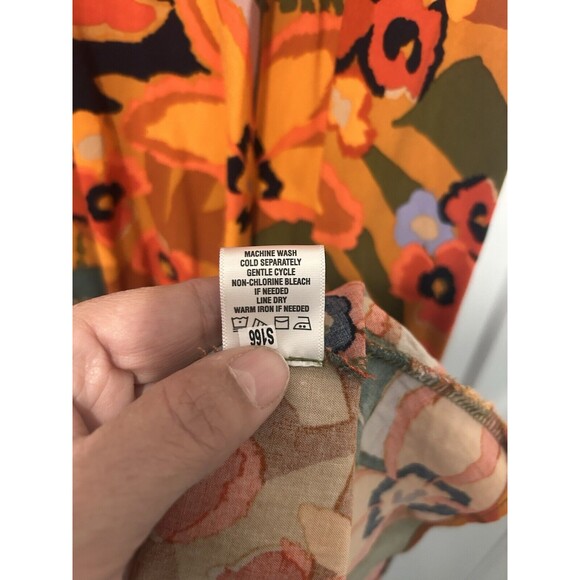 MACHINE WASH
COLD SEPARATELY
GENTLE CYCLE
NON-CHLORINE BLEACH
IF NEEDED
LINE DRY
WARM IRON IF NEEDED
S166